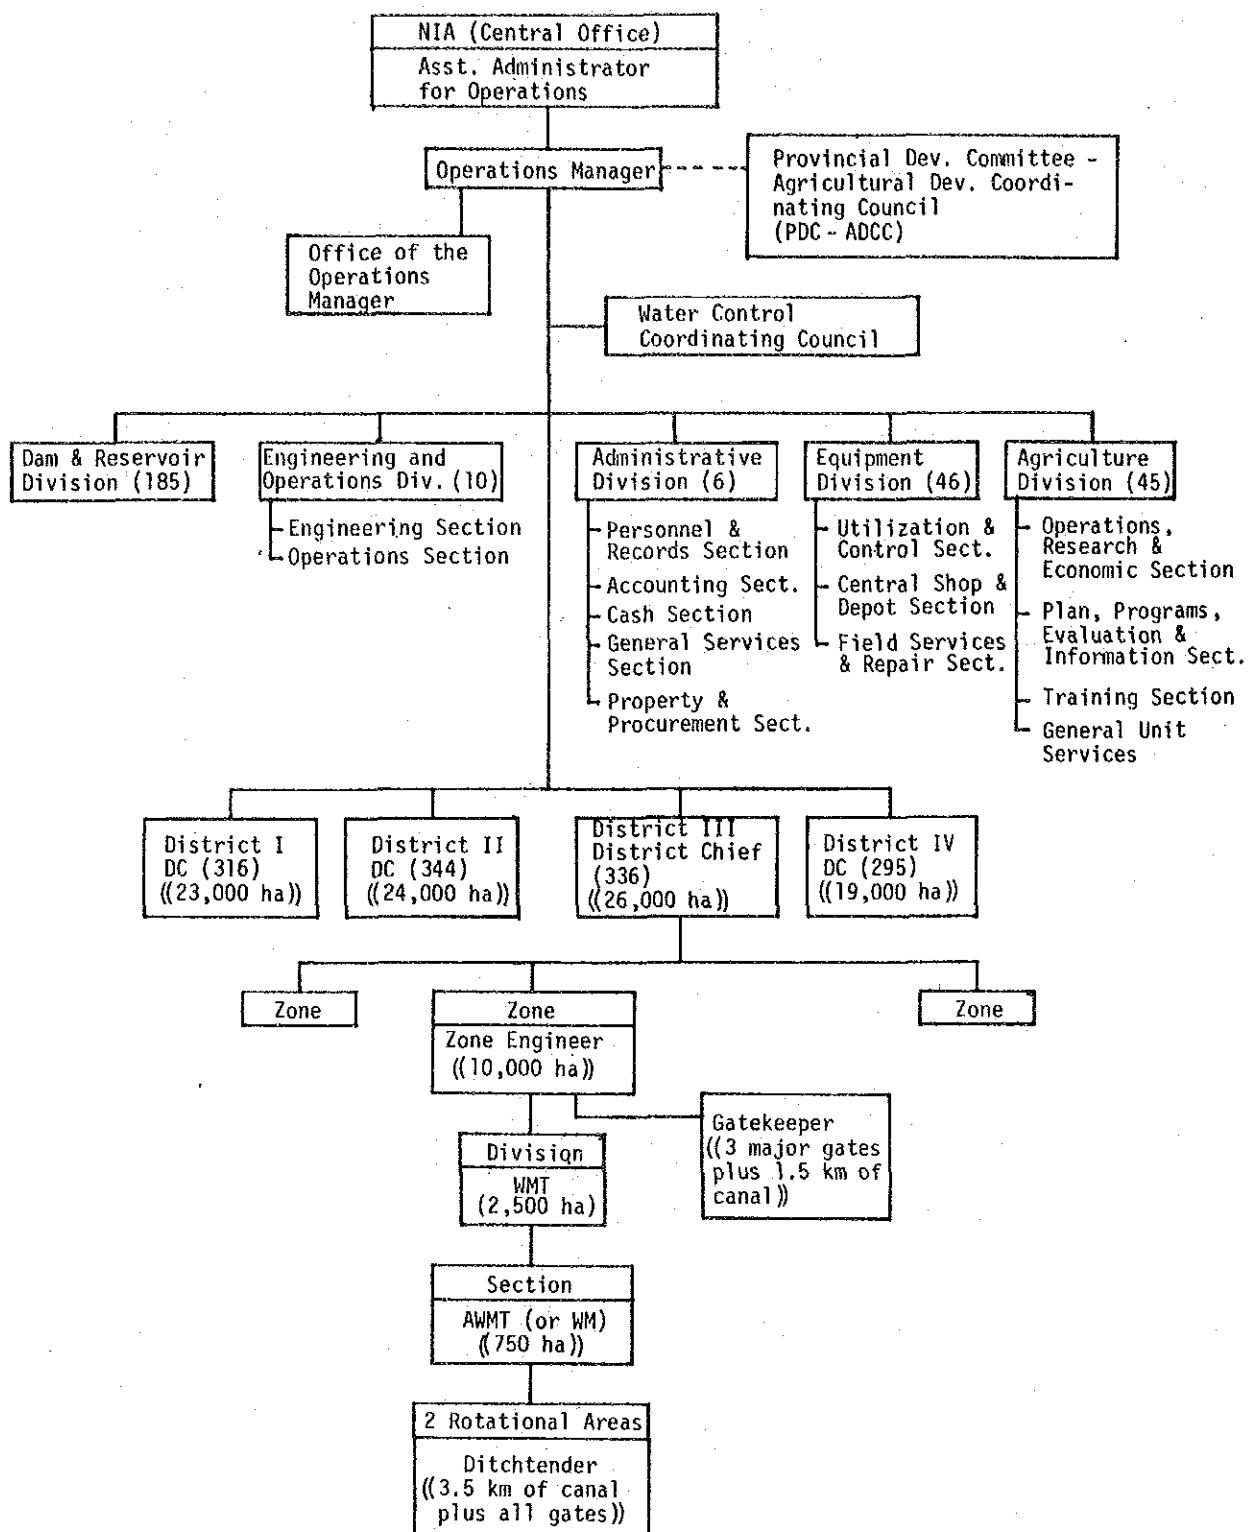 NIA (Central Office)
Asst. Administrator
for Operations
Operations Manager
Provincial Dev. Committee -
Agricultural Dev. Coordi-
nating Council
(PDC - ADCC)
Office of the
Operations
Manager
Water Control
Coordinating Council
Dam & Reservoir
Division (185)
Engineering and
Operations Div. (10)
Engineering Section
Operations Section
Administrative
Division (6)
Personnel &
Records Section
Accounting Sect.
Cash Section
General Services
Section
Property &
Procurement Sect.
Equipment
Division (46)
Utilization &
Control Sect.
Central Shop &
Depot Section
Field Services
& Repair Sect.
Agriculture
Division (45)
Operations,
Research &
Economic Section
Plan, Programs,
Evaluation &
Information Sect.
Training Section
General Unit
Services
District I
DC (316)
((23,000 ha))
District II
DC (344)
((24,000 ha))
District III
District Chief
(336)
((26,000 ha))
District IV
DC (295)
((19,000 ha))
Zone
Zone
Zone Engineer
((10,000 ha))
Zone
Gatekeeper
((3 major gates
plus 1.5 km of
canal))
Division
WMT
(2,500 ha)
Section
AWMT (or WM)
((750 ha))
2 Rotational Areas
Ditchtender
((3.5 km of canal
plus all gates))